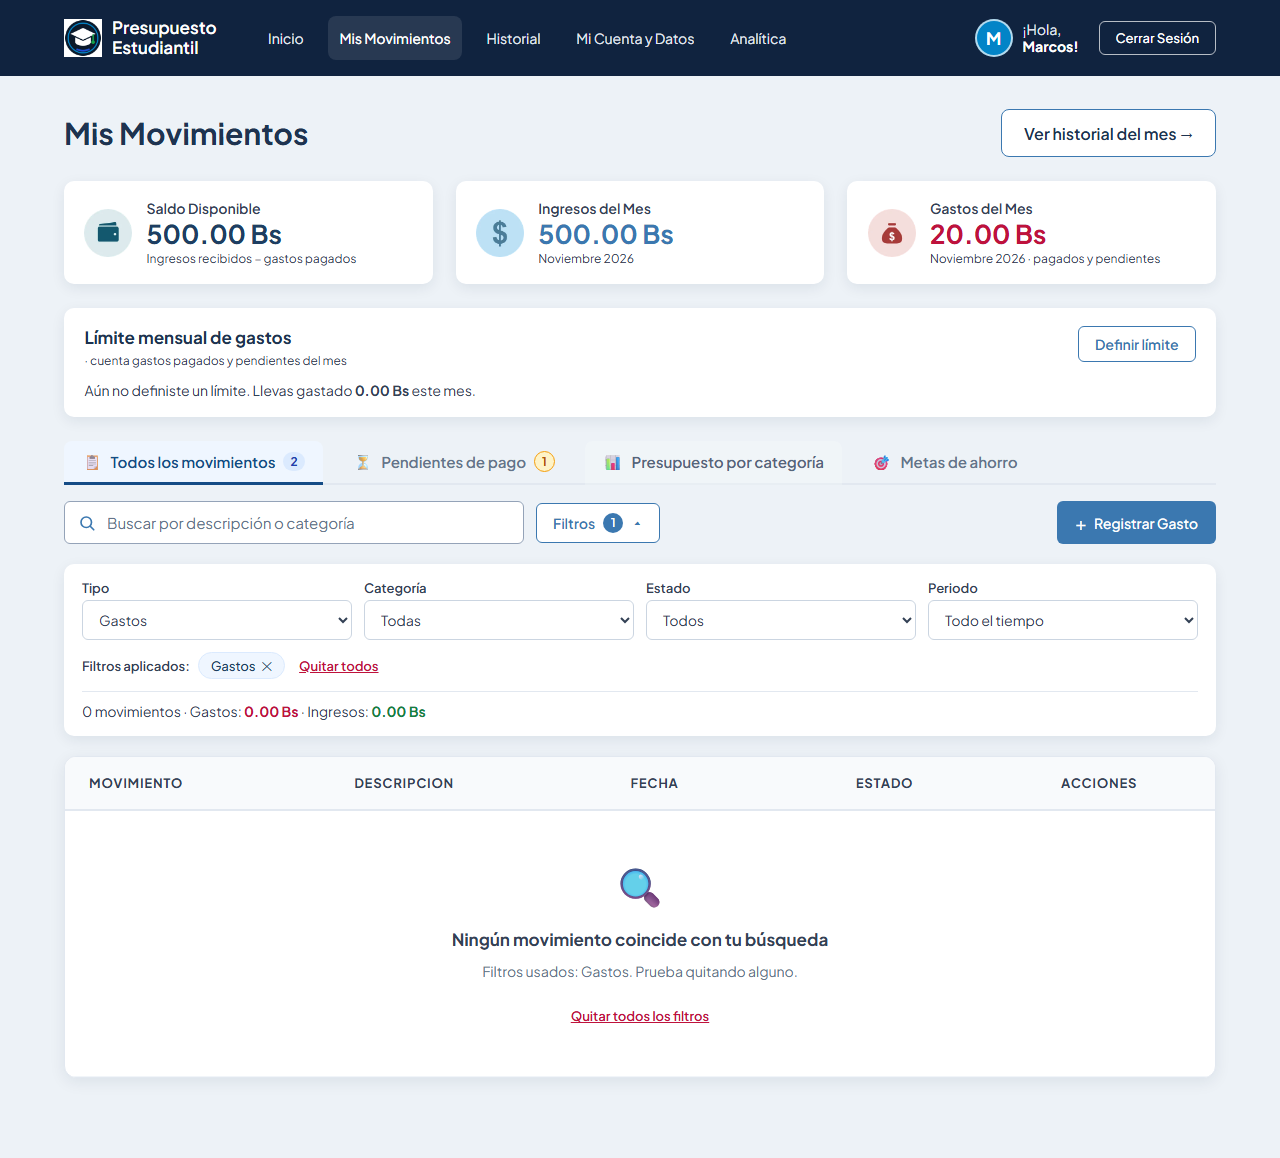 Presupuesto
Estudiantil
Inicio
Mis Movimientos
Historial
Mi Cuenta y Datos
Analítica
M
¡Hola,
Marcos!
Cerrar Sesión
Mis Movimientos
Ver historial del mes →
Saldo Disponible
500.00 Bs
Ingresos recibidos – gastos pagados
$
Ingresos del Mes
500.00 Bs
Noviembre 2026
$
Gastos del Mes
20.00 Bs
Noviembre 2026 · pagados y pendientes
Límite mensual de gastos
· cuenta gastos pagados y pendientes del mes
Definir límite
Aún no definiste un límite. Llevas gastado 0.00 Bs este mes.
Todos los movimientos 2
Pendientes de pago 1
Presupuesto por categoría
Metas de ahorro
Buscar por descripción o categoría
Filtros 1
+ Registrar Gasto
Tipo
Categoría
Estado
Periodo
Gastos
Todas
Todos
Todo el tiempo
Filtros aplicados: Gastos × Quitar todos
0 movimientos · Gastos: 0.00 Bs · Ingresos: 0.00 Bs
MOVIMIENTO
DESCRIPCION
FECHA
ESTADO
ACCIONES
Ningún movimiento coincide con tu búsqueda
Filtros usados: Gastos. Prueba quitando alguno.
Quitar todos los filtros